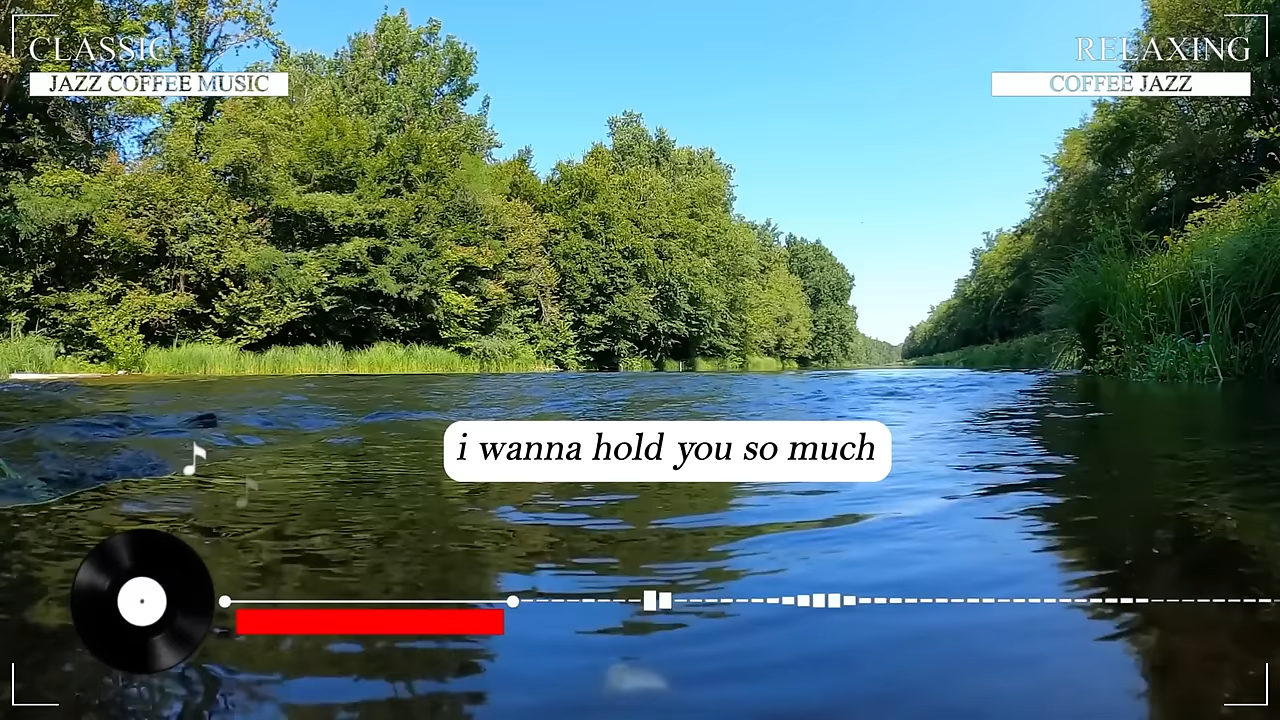 CLASSIC
JAZZ COFFEE MUSIC
RELAXING
COFFEE JAZZ
i wanna hold you so much